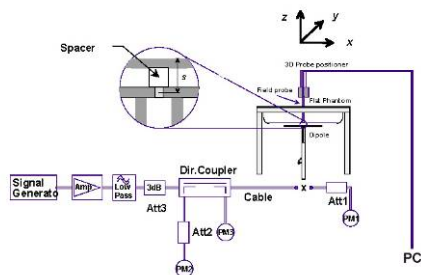 z
y
x
Spacer
s
3D Probe positioner
Field probe
Flat Phantom
Dipole
Signal
Generato
Amp
Low
Pass
3dB
Att3
Dir.Coupler
Cable
x
Att1
PM1
Att2
PM3
PM2
PC